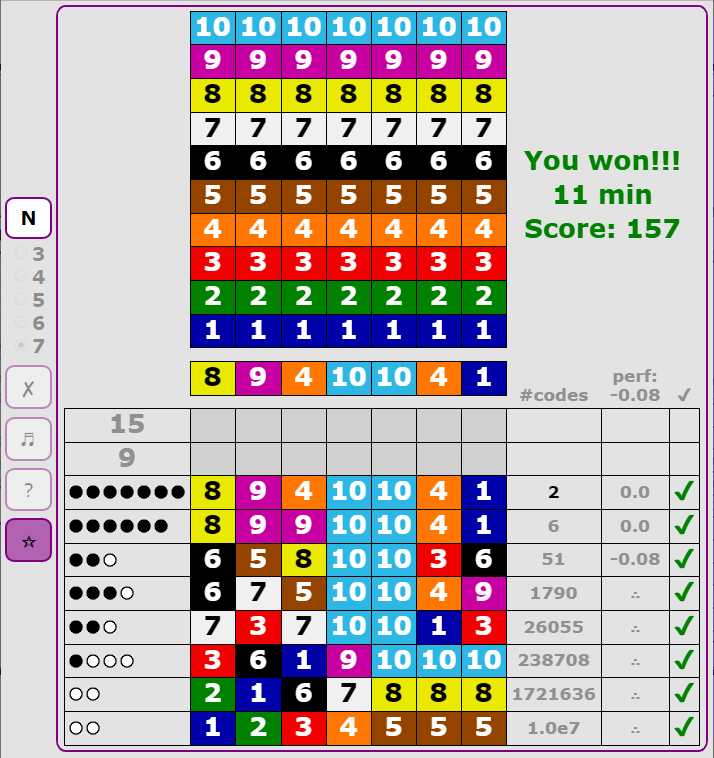 10 10 10 10 10 10 10
9 9 9 9 9 9 9
8 8 8 8 8 8 8
7 7 7 7 7 7 7
6 6 6 6 6 6 6
5 5 5 5 5 5 5
4 4 4 4 4 4 4
3 3 3 3 3 3 3
2 2 2 2 2 2 2
1 1 1 1 1 1 1
You won!!!
11 min
Score: 157
N
3
4
5
6
7
✗
♬
?
☆
8 9 4 10 10 4 1
#codes
perf:
-0.08
✓
15
9
8 9 4 10 10 4 1 2 0.0 ✓
8 9 9 10 10 4 1 6 0.0 ✓
6 5 8 10 10 3 6 51 -0.08 ✓
6 7 5 10 10 4 9 1790 ∴ ✓
7 3 7 10 10 1 3 26055 ∴ ✓
3 6 1 9 10 10 10 238708 ∴ ✓
2 1 6 7 8 8 8 1721636 ∴ ✓
1 2 3 4 5 5 5 1.0e7 ∴ ✓